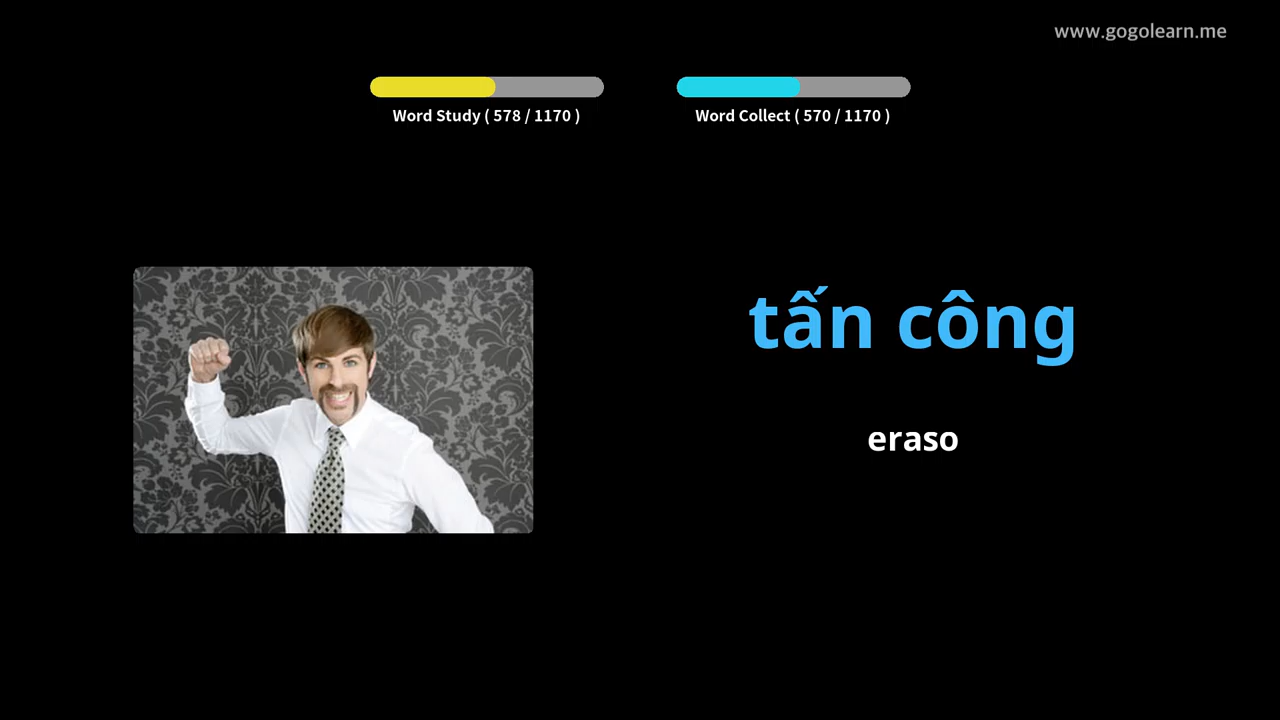 www.gogolearn.me
Word Study ( 578 / 1170 )
Word Collect ( 570 / 1170 )
tấn công
eraso